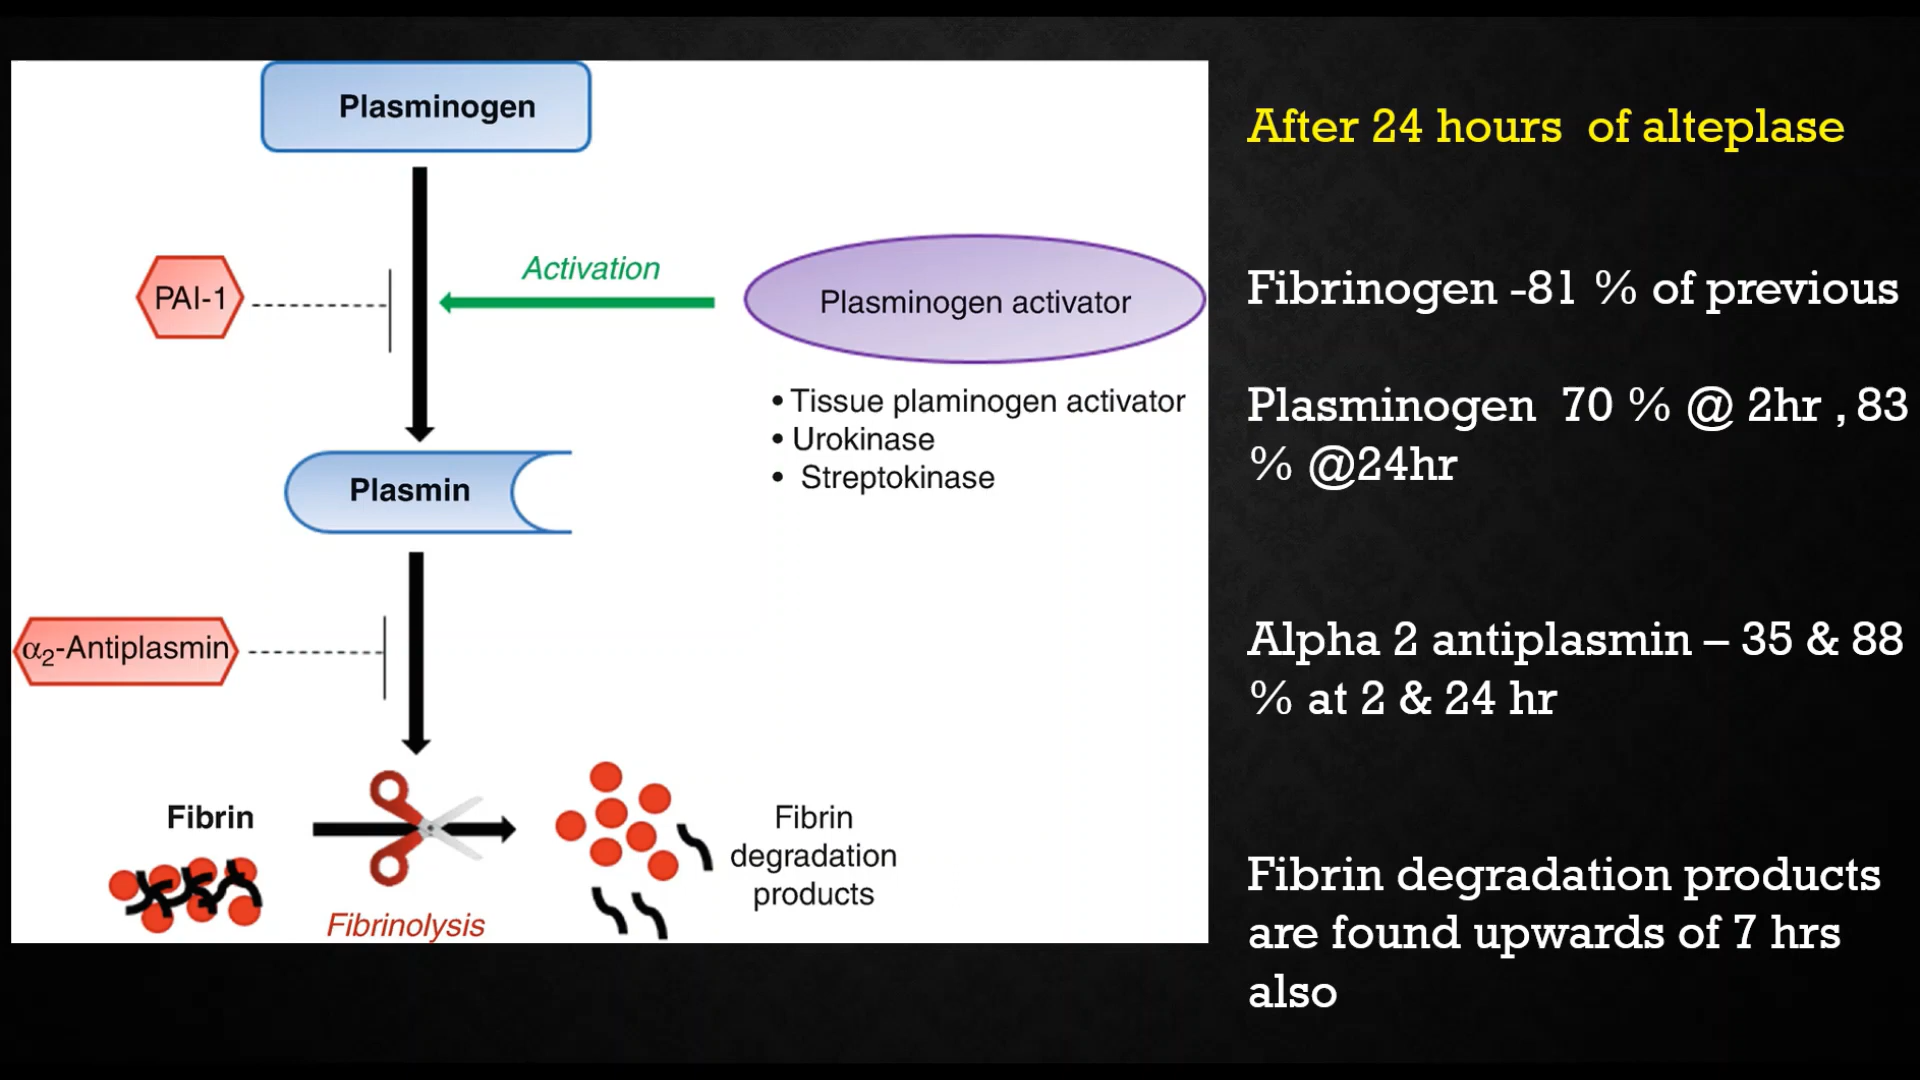 Plasminogen
PAI-1
Activation
Plasminogen activator
• Tissue plaminogen activator
• Urokinase
• Streptokinase
Plasmin
α2-Antiplasmin
Fibrin
Fibrinolysis
Fibrin
degradation
products
After 24 hours of alteplase
Fibrinogen -81 % of previous
Plasminogen 70 % @ 2hr , 83
% @24hr
Alpha 2 antiplasmin – 35 & 88
% at 2 & 24 hr
Fibrin degradation products
are found upwards of 7 hrs
also